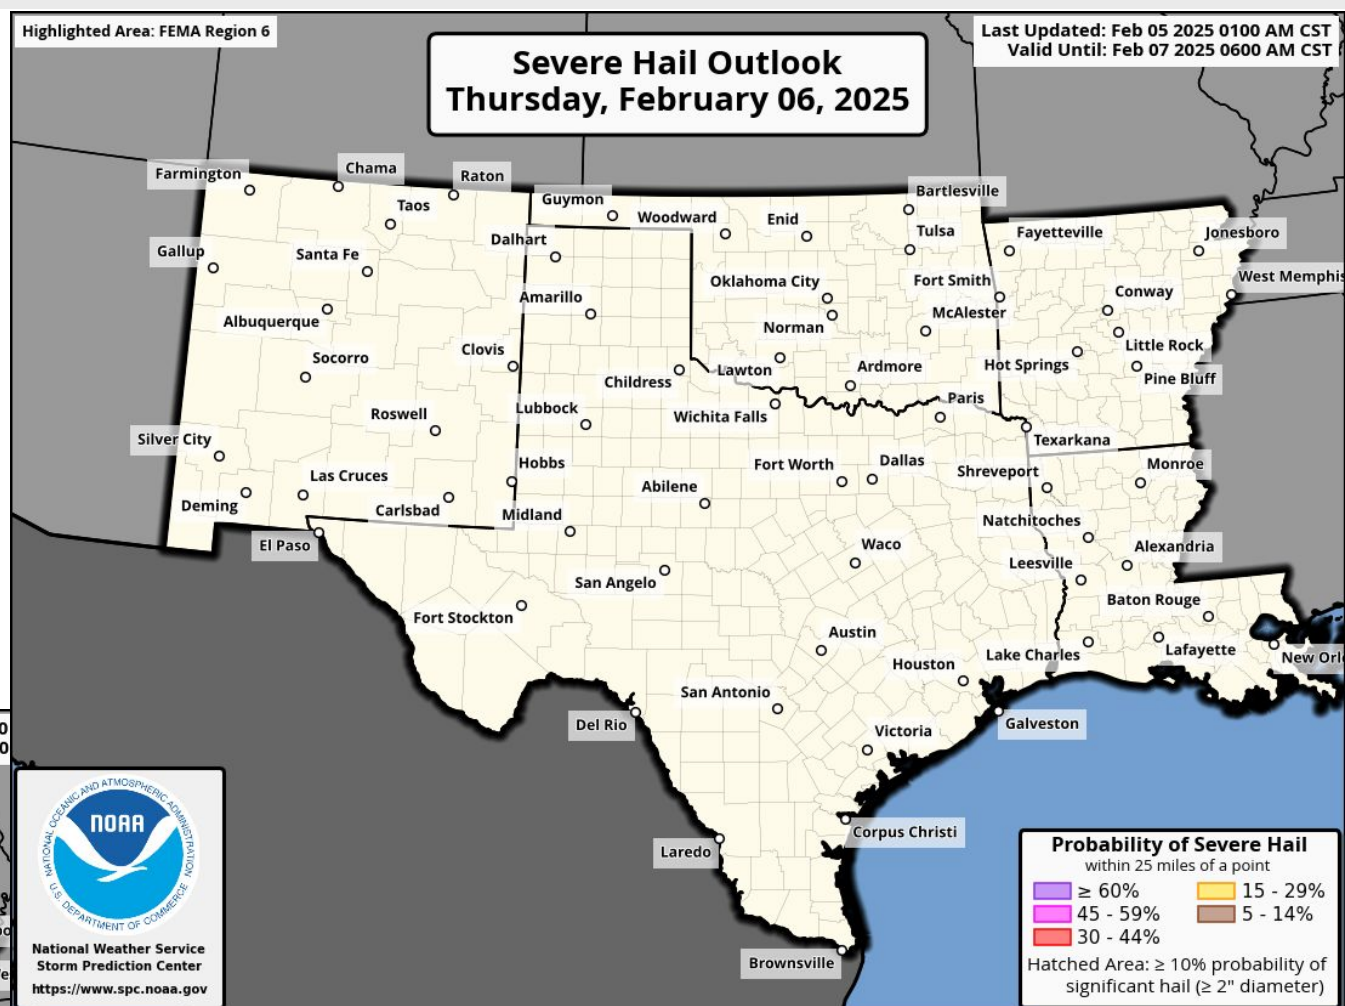 Highlighted Area: FEMA Region 6
Last Updated: Feb 05 2025 0100 AM CST
Valid Until: Feb 07 2025 0600 AM CST
Severe Hail Outlook
Thursday, February 06, 2025
Farmington
Chama
Raton
Taos
Guymon
Woodward
Enid
Bartlesville
Tulsa
Fayetteville
Jonesboro
Gallup
Santa Fe
Dalhart
Oklahoma City
Fort Smith
West Memphis
Albuquerque
Amarillo
Norman
McAlester
Conway
Socorro
Clovis
Childress
Lawton
Ardmore
Hot Springs
Little Rock
Pine Bluff
Roswell
Lubbock
Wichita Falls
Paris
Texarkana
Silver City
Las Cruces
Hobbs
Abilene
Fort Worth
Dallas
Shreveport
Monroe
Deming
Carlsbad
Midland
Natchitoches
El Paso
San Angelo
Waco
Leesville
Alexandria
Fort Stockton
Austin
Baton Rouge
Houston
Lake Charles
Lafayette
New Orl
Del Rio
San Antonio
Victoria
Galveston
Laredo
Corpus Christi
Brownsville
0
0
NATIONAL OCEANIC AND ATMOSPHERIC ADMINISTRATION
NOAA
U.S. DEPARTMENT OF COMMERCE
National Weather Service
Storm Prediction Center
https://www.spc.noaa.gov
Probability of Severe Hail
within 25 miles of a point
≥ 60%
15 - 29%
45 - 59%
5 - 14%
30 - 44%
Hatched Area: ≥ 10% probability of
significant hail (≥ 2" diameter)